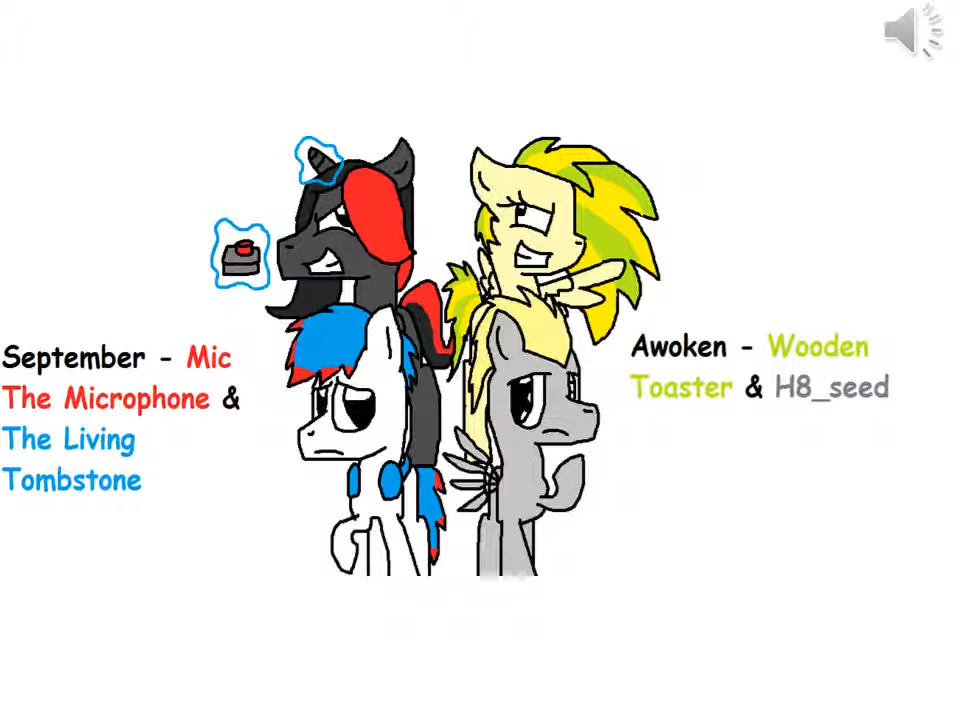 September - Mic
The Microphone &
The Living
Tombstone
Awoken - Wooden
Toaster & H8_seed